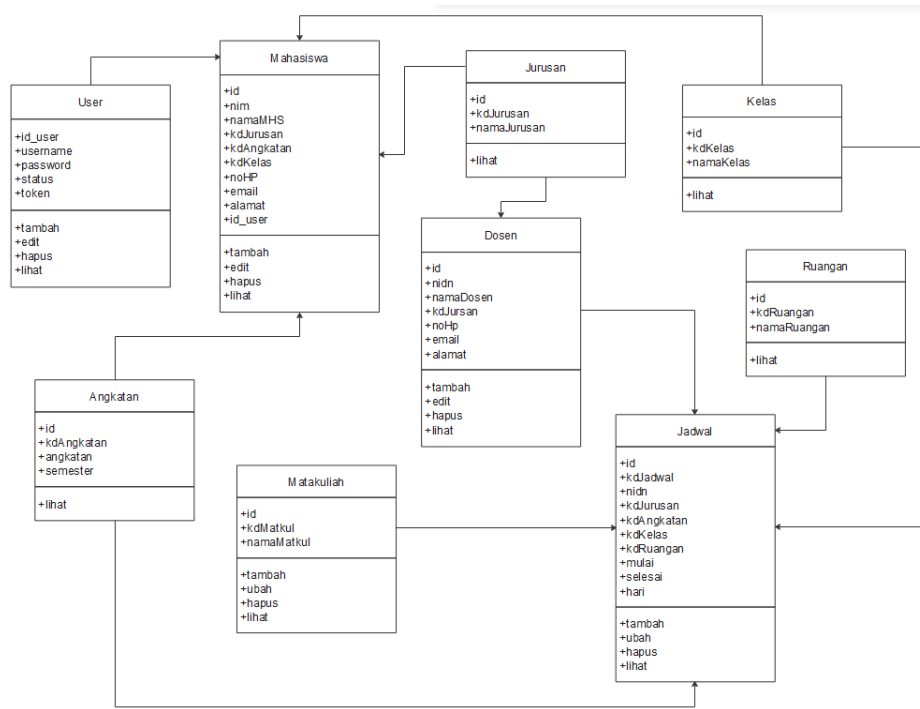 Mahasiswa
+id
+nim
+namaMHS
+kdJurusan
+kdAngkatan
+kdKelas
+noHP
+email
+alamat
+id_user
+tambah
+edit
+hapus
+lihat
User
+id_user
+username
+password
+status
+token
+tambah
+edit
+hapus
+lihat
Jurusan
+id
+kdJurusan
+namaJurusan
+lihat
Kelas
+id
+kdKelas
+namaKelas
+lihat
Dosen
+id
+nidn
+namaDosen
+kdJursan
+noHp
+email
+alamat
+tambah
+edit
+hapus
+lihat
Ruangan
+id
+kdRuangan
+namaRuangan
+lihat
Angkatan
+id
+kdAngkatan
+angkatan
+semester
+lihat
Matakuliah
+id
+kdMatkul
+namaMatkul
+tambah
+ubah
+hapus
+lihat
Jadwal
+id
+kdJadwal
+nidn
+kdJurusan
+kdAngkatan
+kdKelas
+kdRuangan
+mulai
+selesai
+hari
+tambah
+ubah
+hapus
+lihat